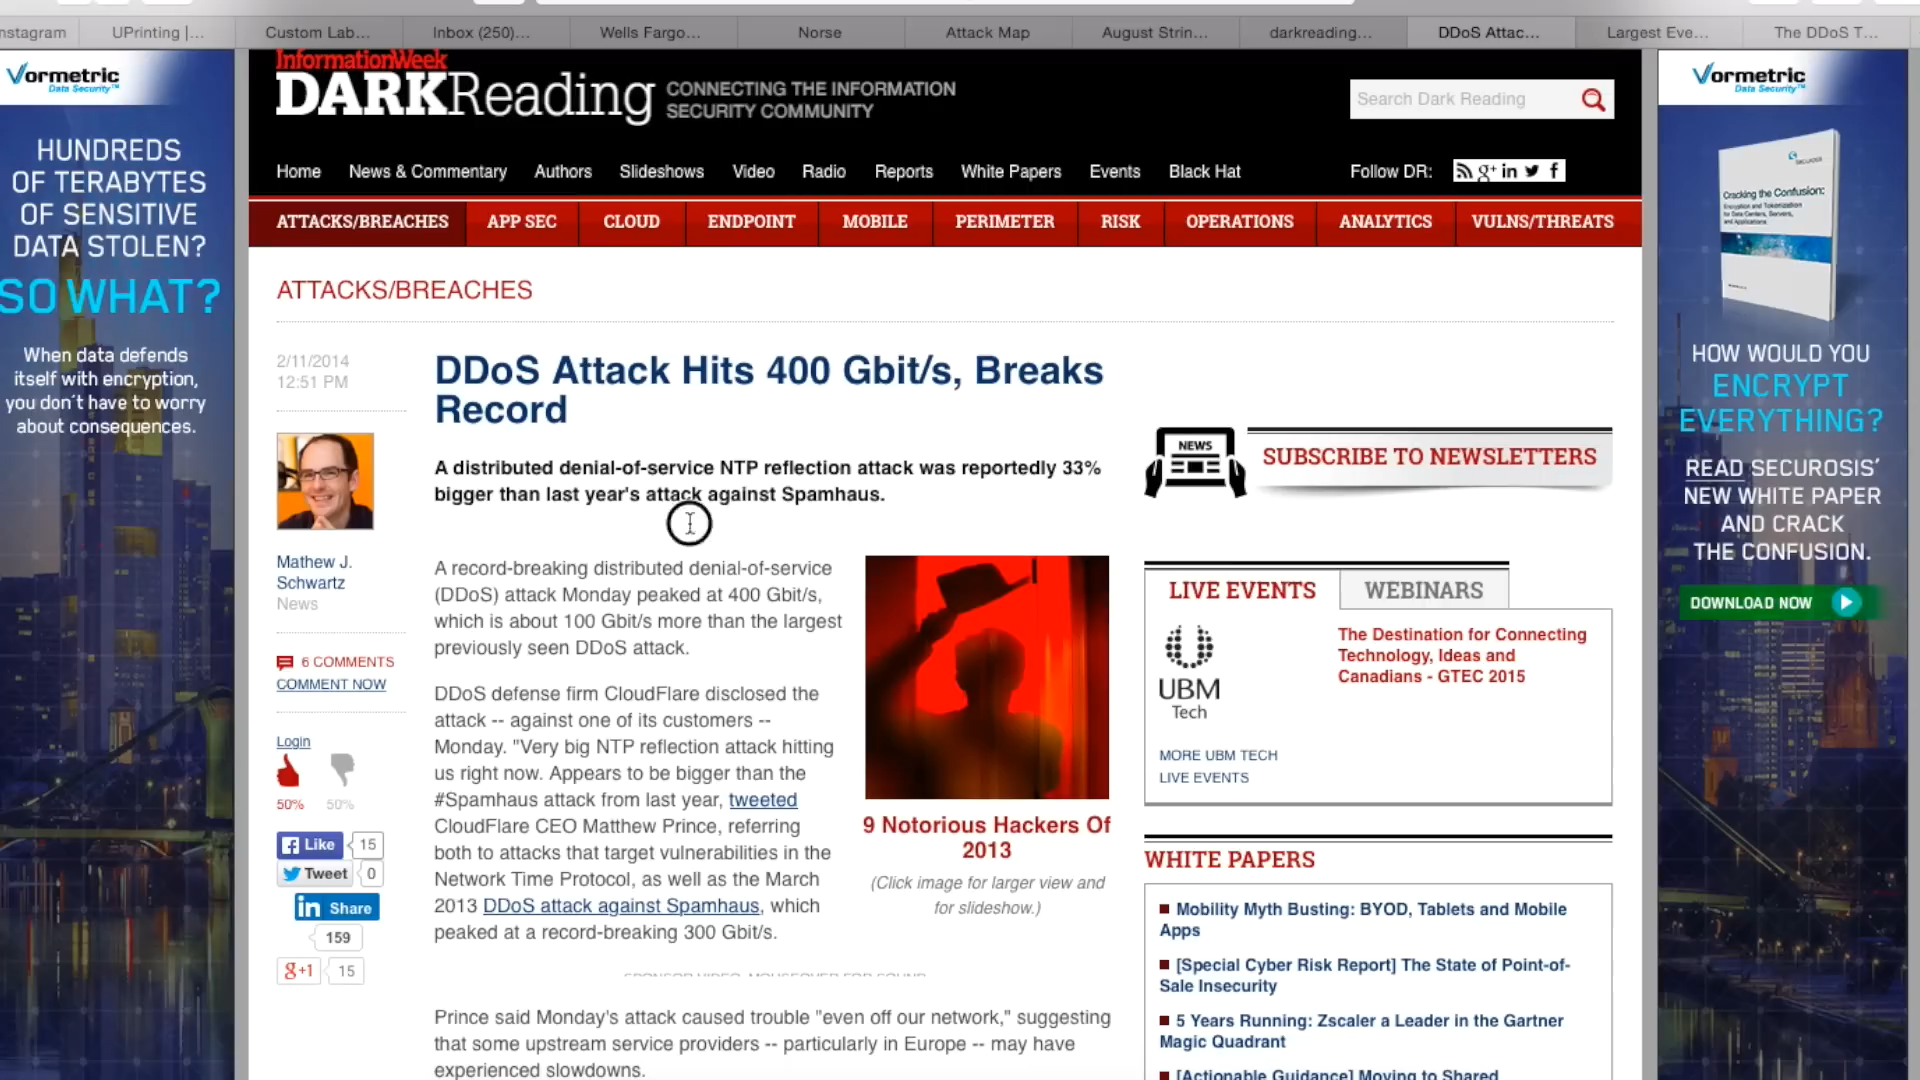 nstagram
UPrinting |...
Custom Lab...
Inbox (250)...
Wells Fargo...
Norse
Attack Map
August Strin...
darkreading...
DDoS Attac...
Largest Eve...
The DDoS T...
Vormetric
Data Security™
HUNDREDS
OF TERABYTES
OF SENSITIVE
DATA STOLEN?
SO WHAT?
When data defends
itself with encryption,
you don't have to worry
about consequences.
InformationWeek
DARKReading
CONNECTING THE INFORMATION
SECURITY COMMUNITY
Search Dark Reading
Home
News & Commentary
Authors
Slideshows
Video
Radio
Reports
White Papers
Events
Black Hat
Follow DR:
ATTACKS/BREACHES
APP SEC
CLOUD
ENDPOINT
MOBILE
PERIMETER
RISK
OPERATIONS
ANALYTICS
VULNS/THREATS
ATTACKS/BREACHES
2/11/2014
12:51 PM
Mathew J.
Schwartz
News
6 COMMENTS
COMMENT NOW
Login
50%
50%
Like
15
Tweet
0
in Share
159
g+1
15
DDoS Attack Hits 400 Gbit/s, Breaks
Record
A distributed denial-of-service NTP reflection attack was reportedly 33%
bigger than last year's attack against Spamhaus.
A record-breaking distributed denial-of-service
(DDoS) attack Monday peaked at 400 Gbit/s,
which is about 100 Gbit/s more than the largest
previously seen DDoS attack.
DDoS defense firm CloudFlare disclosed the
attack -- against one of its customers --
Monday. "Very big NTP reflection attack hitting
us right now. Appears to be bigger than the
#Spamhaus attack from last year, tweeted
CloudFlare CEO Matthew Prince, referring
both to attacks that target vulnerabilities in the
Network Time Protocol, as well as the March
2013 DDoS attack against Spamhaus, which
peaked at a record-breaking 300 Gbit/s.
9 Notorious Hackers Of
2013
(Click image for larger view and
for slideshow.)
SPONSOR VIDEO, MOUSEOVER FOR SOUND
Prince said Monday's attack caused trouble "even off our network," suggesting
that some upstream service providers -- particularly in Europe -- may have
experienced slowdowns.
NEWS
SUBSCRIBE TO NEWSLETTERS
LIVE EVENTS
WEBINARS
UBM
Tech
The Destination for Connecting
Technology, Ideas and
Canadians - GTEC 2015
MORE UBM TECH
LIVE EVENTS
WHITE PAPERS
Mobility Myth Busting: BYOD, Tablets and Mobile
Apps
[Special Cyber Risk Report] The State of Point-of-
Sale Insecurity
5 Years Running: Zscaler a Leader in the Gartner
Magic Quadrant
[Actionable Guidance] Moving to Shared
Vormetric
Data Security™
securosis
Cracking the Confusion:
Encryption and Tokenization
for Data Centers, Servers,
and Applications
HOW WOULD YOU
ENCRYPT
EVERYTHING?
READ SECUROSIS'
NEW WHITE PAPER
AND CRACK
THE CONFUSION.
DOWNLOAD NOW